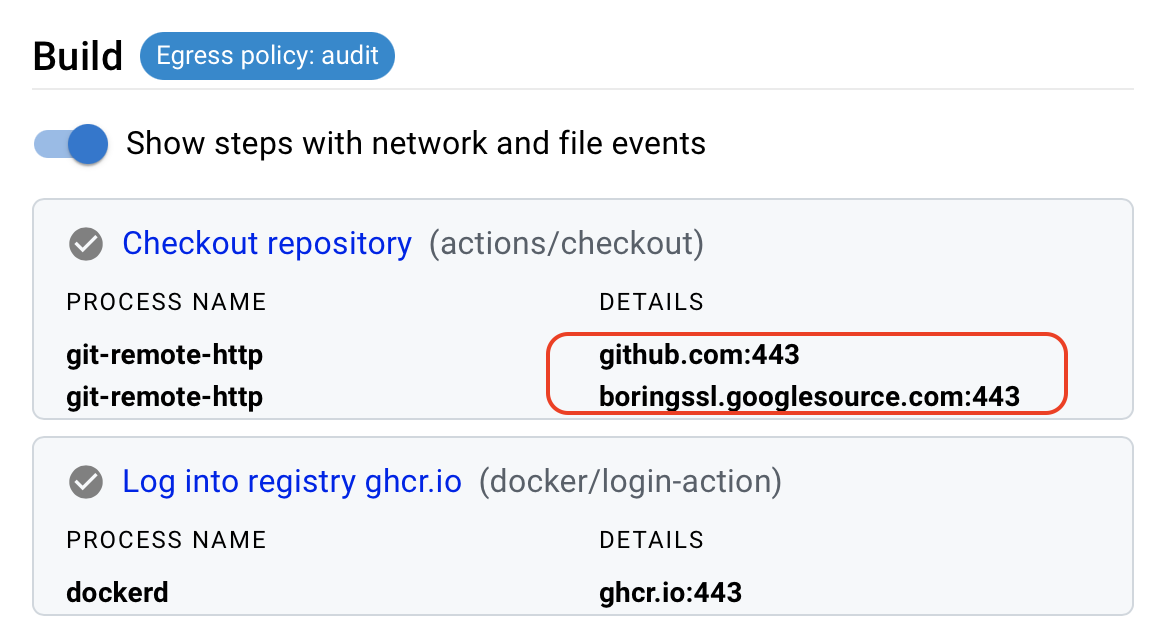 Build Egress policy: audit
Show steps with network and file events
Checkout repository (actions/checkout)
PROCESS NAME DETAILS
git-remote-http github.com:443
git-remote-http boringssl.googlesource.com:443
Log into registry ghcr.io (docker/login-action)
PROCESS NAME DETAILS
dockerd ghcr.io:443